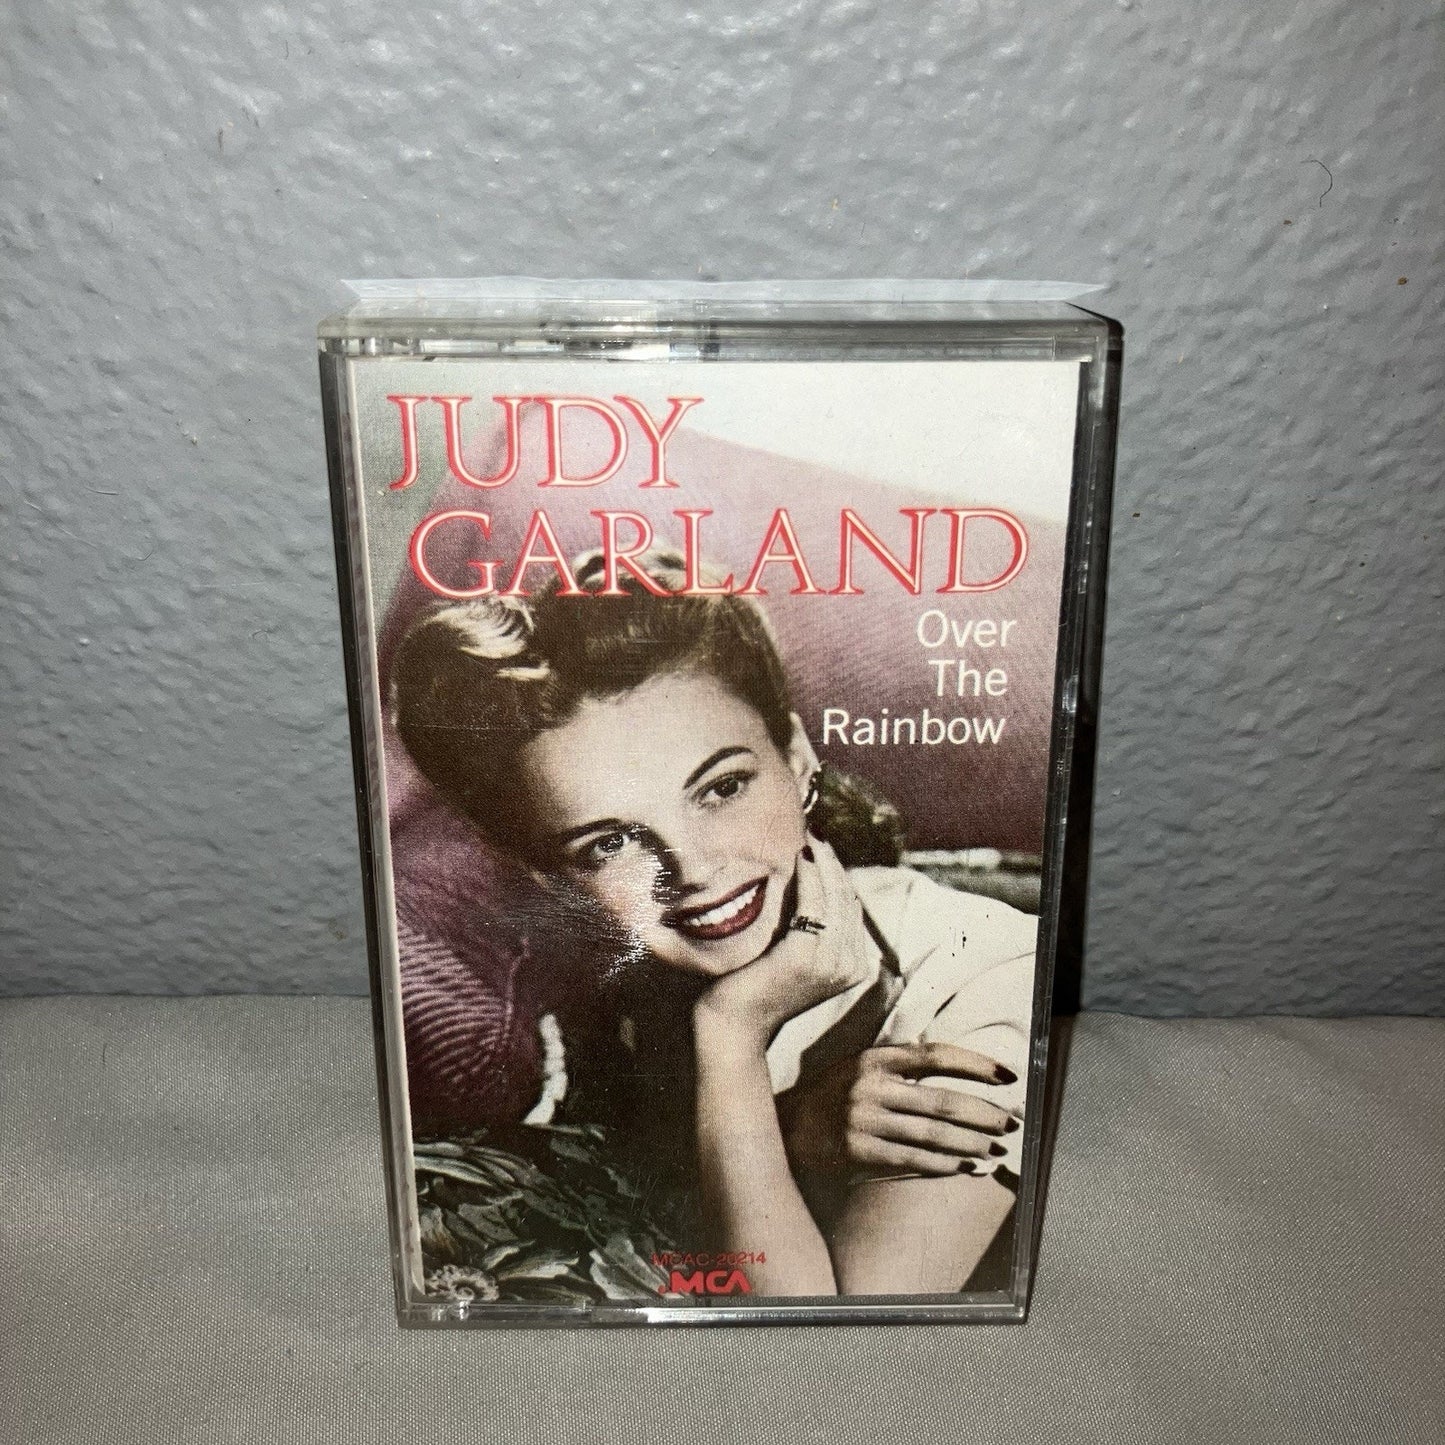 JUDY
GARLAND
Over
The
Rainbow
MCAC-20214
MCA